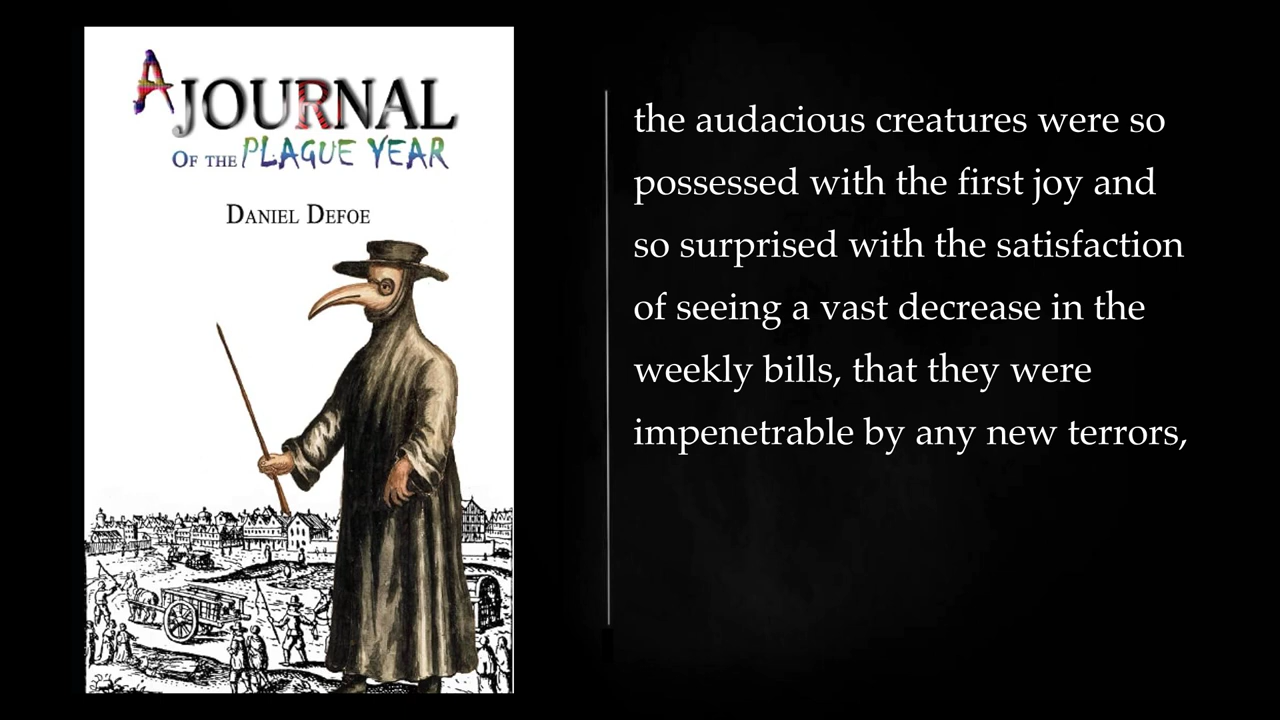 A JOURNAL
OF THE PLAGUE YEAR
DANIEL DEFOE
the audacious creatures were so
possessed with the first joy and
so surprised with the satisfaction
of seeing a vast decrease in the
weekly bills, that they were
impenetrable by any new terrors,